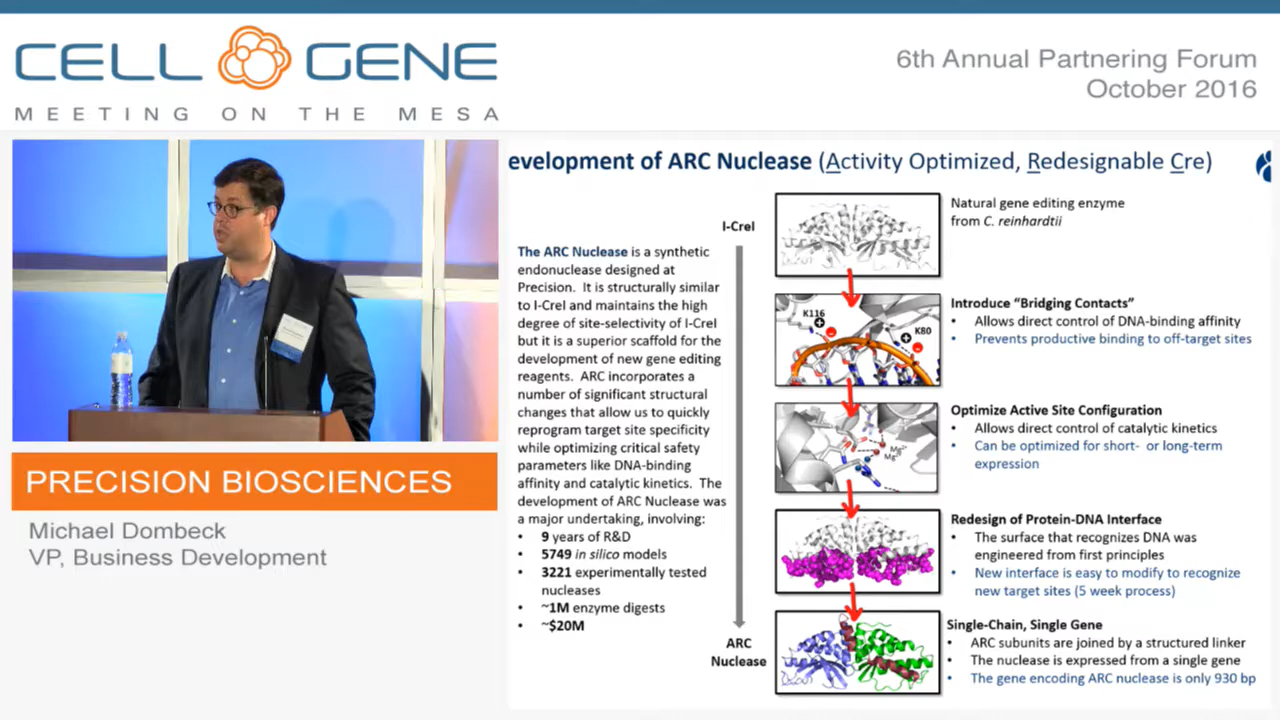 CELL GENE
MEETING ON THE MESA
6th Annual Partnering Forum
October 2016
PRECISION BIOSCIENCES
Michael Dombeck
VP, Business Development
evelopment of ARC Nuclease (Activity Optimized, Redesignable Cre)
The ARC Nuclease is a synthetic
endonuclease designed at
Precision. It is structurally similar
to I-CreI and maintains the high
degree of site-selectivity of I-CreI
but it is a superior scaffold for the
development of new gene editing
reagents. ARC incorporates a
number of significant structural
changes that allow us to quickly
reprogram target site specificity
while optimizing critical safety
parameters like DNA-binding
affinity and catalytic kinetics. The
development of ARC Nuclease was
a major undertaking, involving:
• 9 years of R&D
• 5749 in silico models
• 3221 experimentally tested
nucleases
• ~1M enzyme digests
• ~$20M
I-CreI
ARC
Nuclease
Natural gene editing enzyme
from C. reinhardtii
K116
K80
Introduce “Bridging Contacts”
• Allows direct control of DNA-binding affinity
• Prevents productive binding to off-target sites
Mg2+
Mg2+
Optimize Active Site Configuration
• Allows direct control of catalytic kinetics
• Can be optimized for short- or long-term
expression
Redesign of Protein-DNA Interface
• The surface that recognizes DNA was
engineered from first principles
• New interface is easy to modify to recognize
new target sites (5 week process)
Single-Chain, Single Gene
• ARC subunits are joined by a structured linker
• The nuclease is expressed from a single gene
• The gene encoding ARC nuclease is only 930 bp